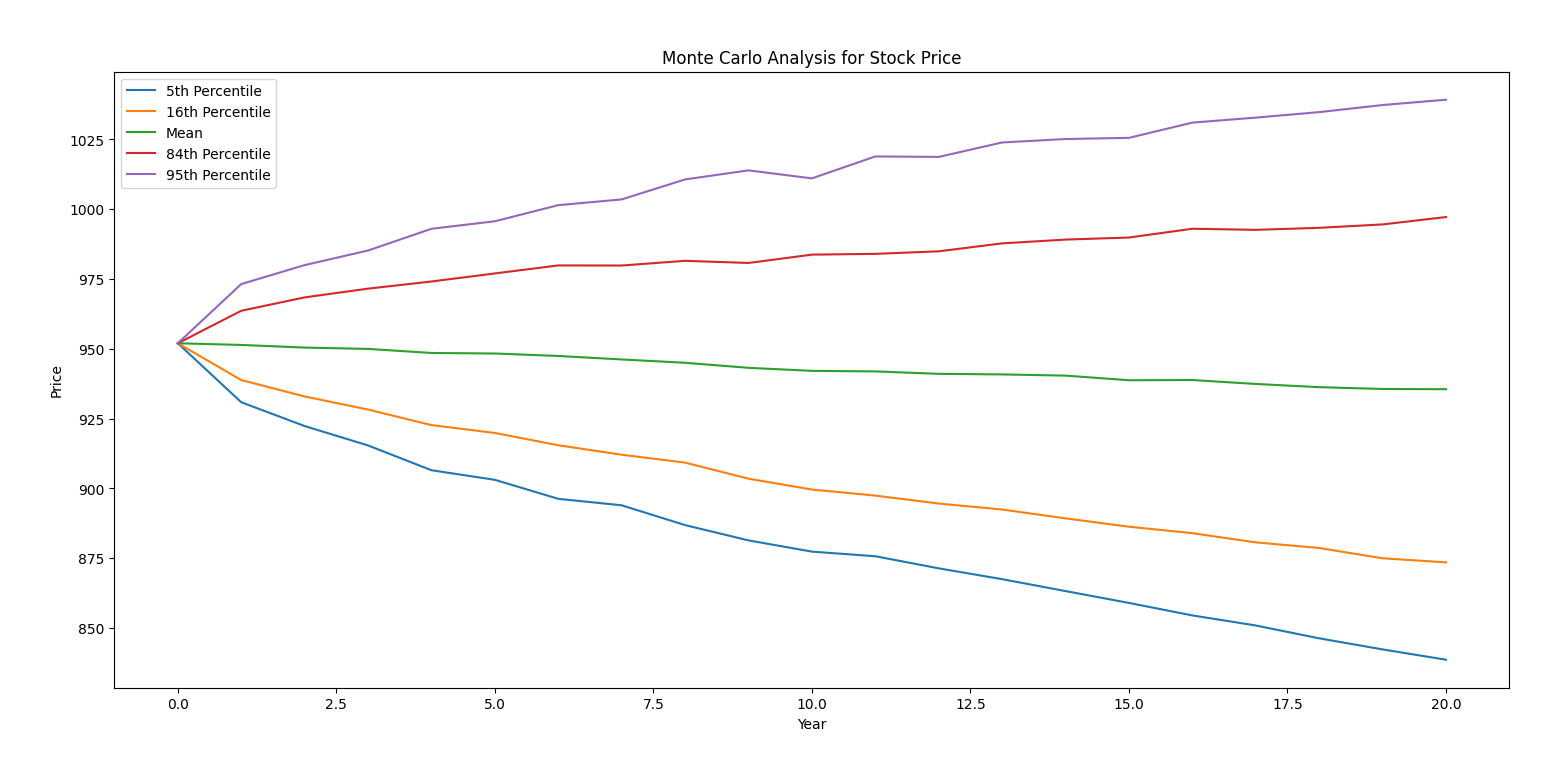 Monte Carlo Analysis for Stock Price
5th Percentile
16th Percentile
Mean
84th Percentile
95th Percentile
1025
1000
975
950
925
900
875
850
Price
0.0 2.5 5.0 7.5 10.0 12.5 15.0 17.5 20.0
Year